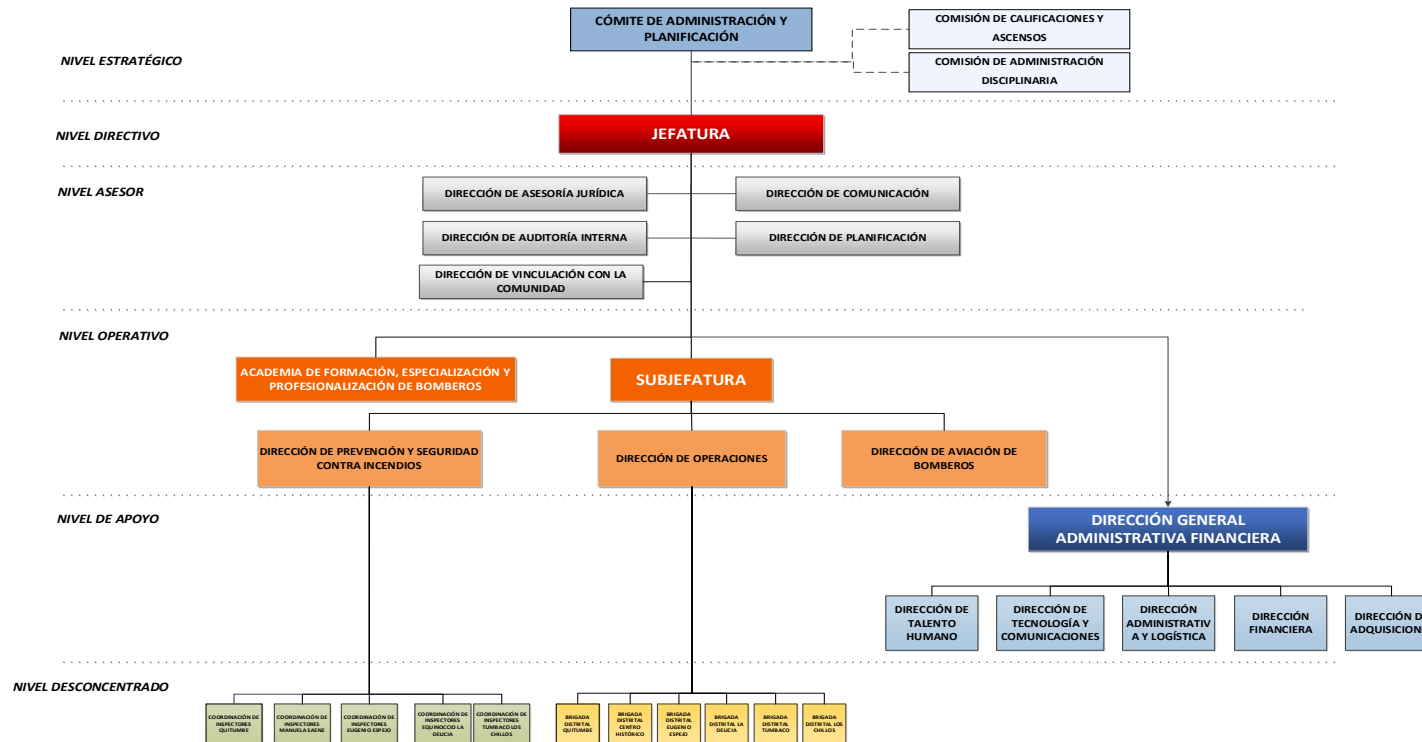 CÓMITE DE ADMINISTRACIÓN Y
PLANIFICACIÓN
COMISIÓN DE CALIFICACIONES Y
ASCENSOS
COMISIÓN DE ADMINISTRACIÓN
DISCIPLINARIA
NIVEL ESTRATÉGICO
NIVEL DIRECTIVO
JEFATURA
NIVEL ASESOR
DIRECCIÓN DE ASESORÍA JURÍDICA
DIRECCIÓN DE COMUNICACIÓN
DIRECCIÓN DE AUDITORÍA INTERNA
DIRECCIÓN DE PLANIFICACIÓN
DIRECCIÓN DE VINCULACIÓN CON LA
COMUNIDAD
NIVEL OPERATIVO
ACADEMIA DE FORMACIÓN, ESPECIALIZACIÓN Y
PROFESIONALIZACIÓN DE BOMBEROS
SUBJEFATURA
DIRECCIÓN DE PREVENCIÓN Y SEGURIDAD
CONTRA INCENDIOS
DIRECCIÓN DE OPERACIONES
DIRECCIÓN DE AVIACIÓN DE
BOMBEROS
NIVEL DE APOYO
DIRECCIÓN GENERAL
ADMINISTRATIVA FINANCIERA
DIRECCIÓN DE
TALENTO
HUMANO
DIRECCIÓN DE
TECNOLOGÍA Y
COMUNICACIONES
DIRECCIÓN
ADMINISTRATIV
A Y LOGÍSTICA
DIRECCIÓN
FINANCIERA
DIRECCIÓN D
ADQUISICION
NIVEL DESCONCENTRADO
COORDINACIÓN DE
INSPECTORES
QUITUMBE
COORDINACIÓN DE
INSPECTORES
MANUELA SAENZ
COORDINACIÓN DE
INSPECTORES
EUGENIO ESPEJO
COORDINACIÓN DE
INSPECTORES
EQUINOCCIO LA
DELICIA
COORDINACIÓN DE
INSPECTORES
TUMBACO LOS
CHILLOS
BRIGADA
DISTRITAL
QUITUMBE
BRIGADA
DISTRITAL
CENTRO
HISTÓRICO
BRIGADA
DISTRITAL
EUGENIO
ESPEJO
BRIGADA
DISTRITAL LA
DELICIA
BRIGADA
DISTRITAL
TUMBACO
BRIGADA
DISTRITAL LOS
CHILLOS